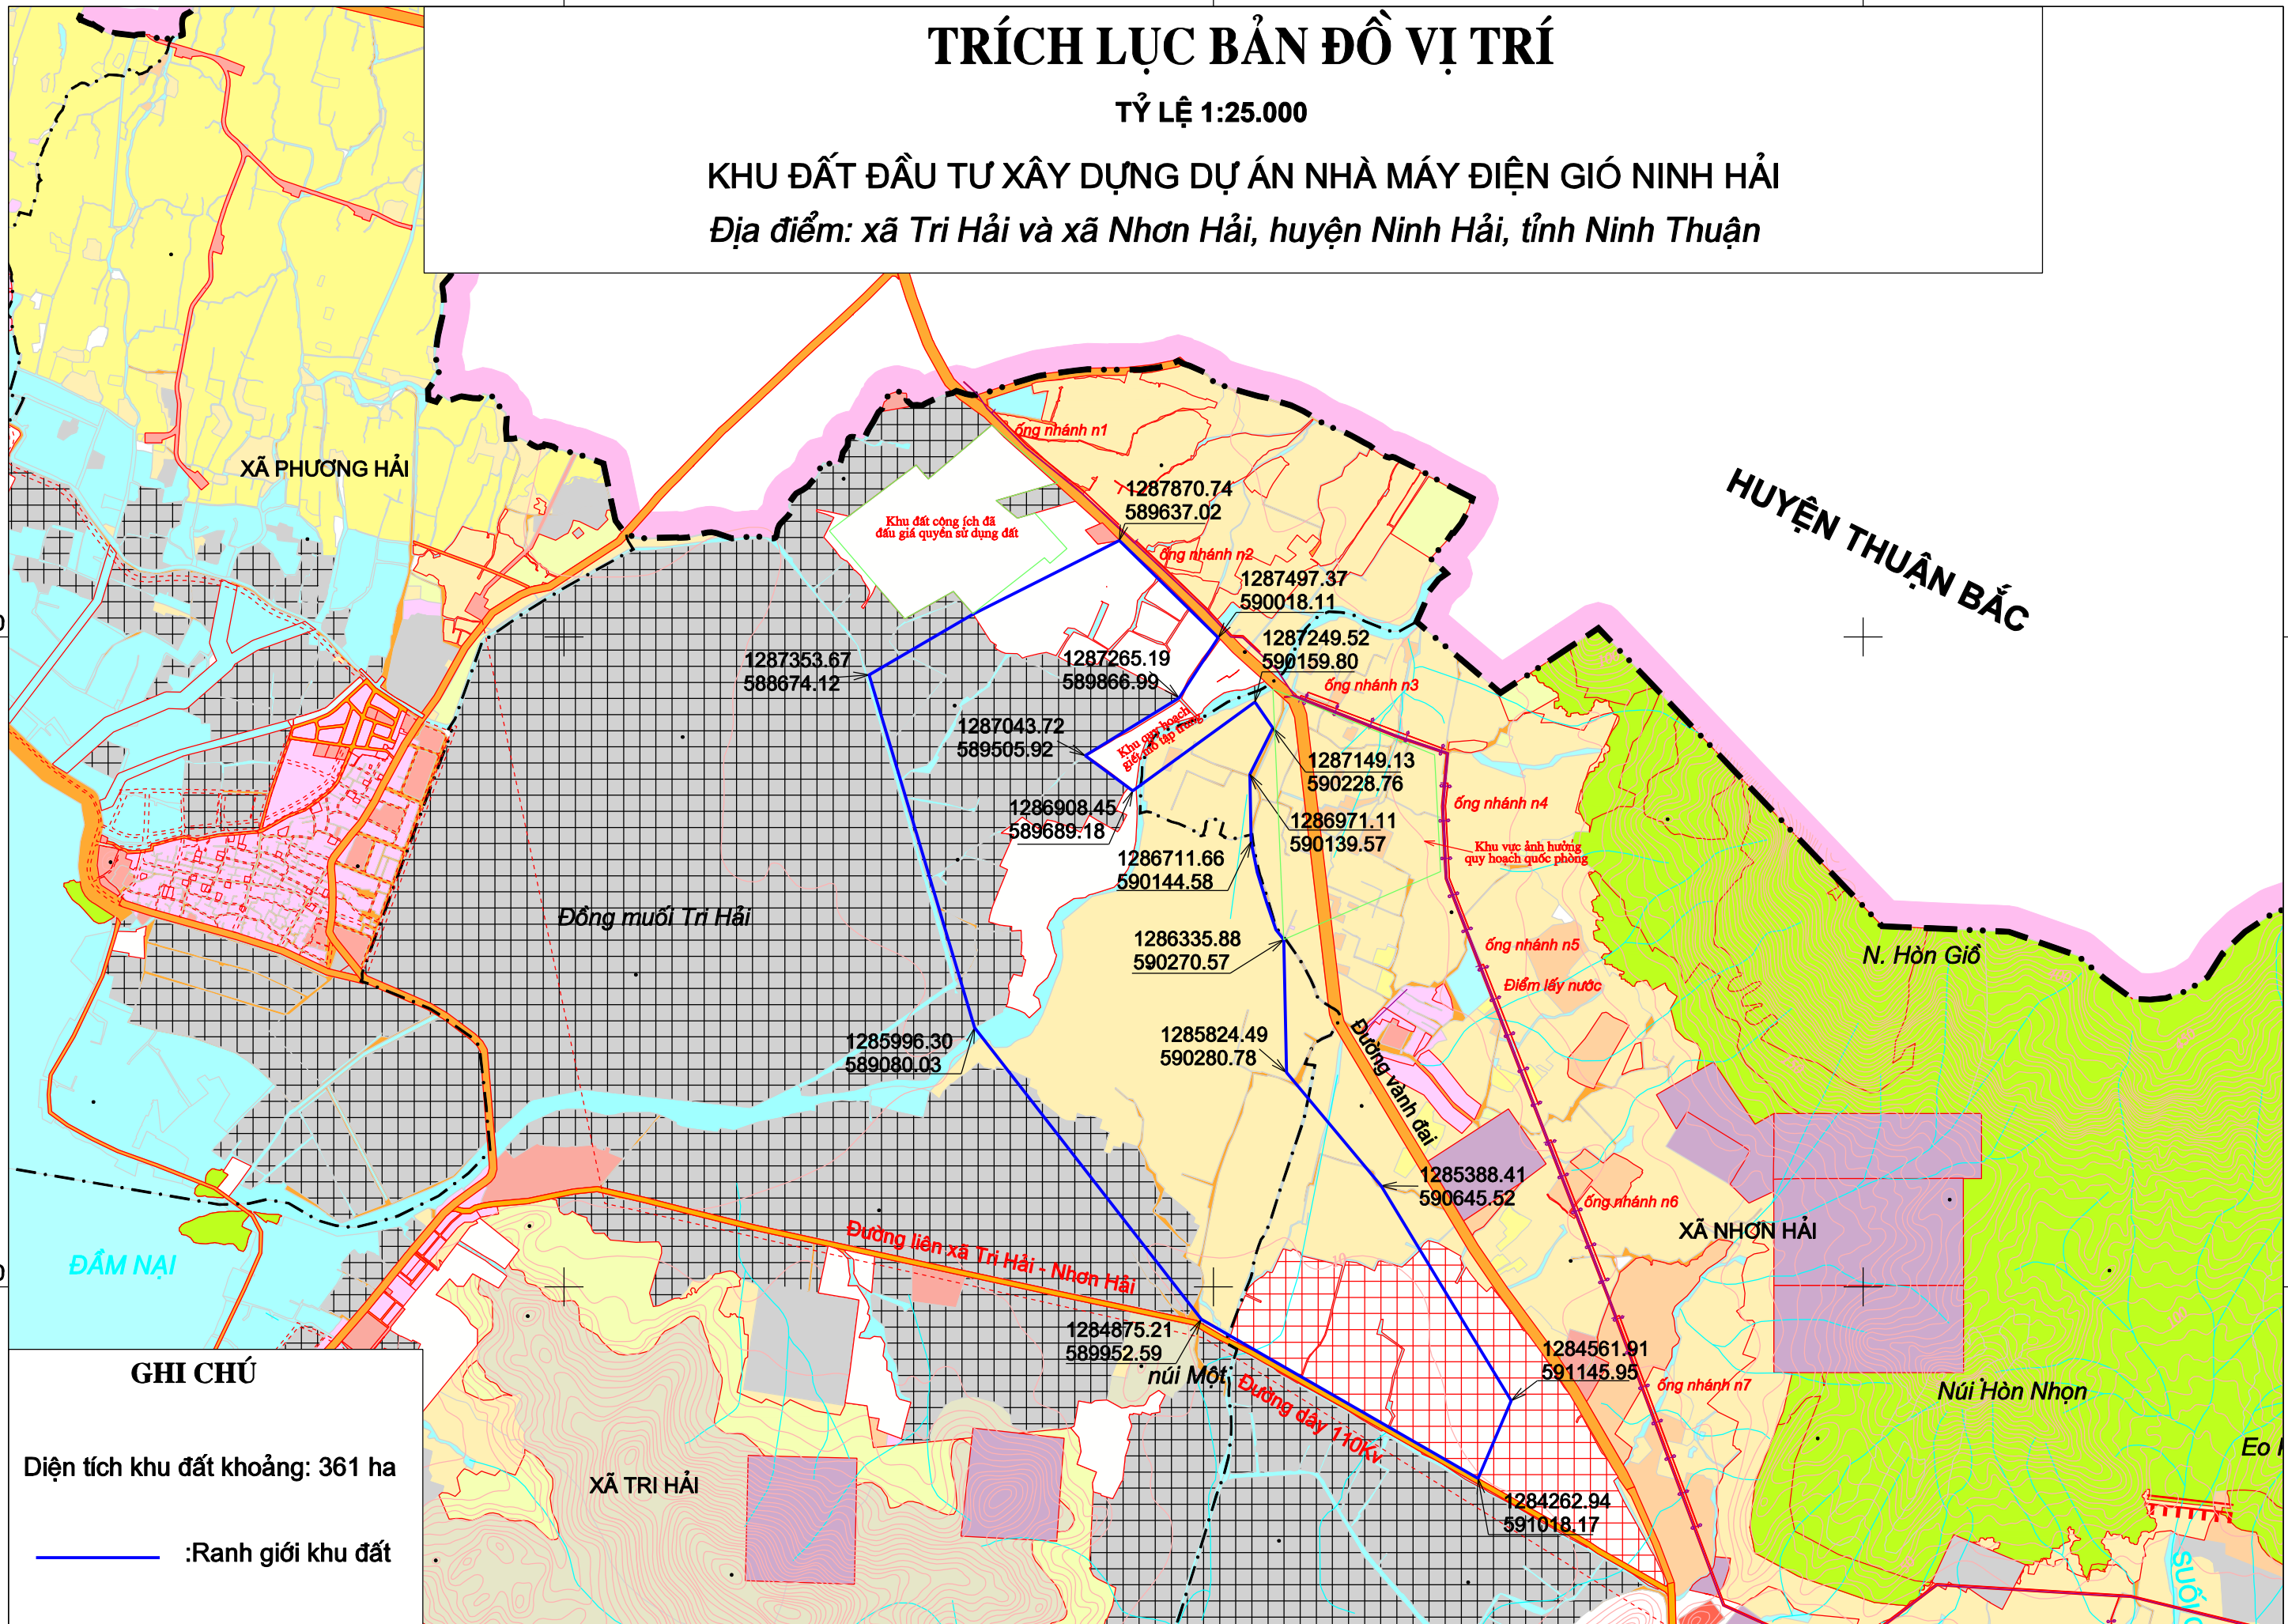 TRÍCH LỤC BẢN ĐỒ VỊ TRÍ
TỶ LỆ 1:25.000
KHU ĐẤT ĐẦU TƯ XÂY DỰNG DỰ ÁN NHÀ MÁY ĐIỆN GIÓ NINH HẢI
Địa điểm: xã Tri Hải và xã Nhơn Hải, huyện Ninh Hải, tỉnh Ninh Thuận
ống nhánh n1
XÃ PHƯƠNG HẢI
HUYỆN THUẬN BẮC
1287870.74
589637.02
Khu đất công ích đã
đấu giá quyền sử dụng đất
ống nhánh n2
1287497.37
590018.11
1287249.52
590159.80
1287353.67
588674.12
1287265.19
589866.99
ống nhánh n3
1287043.72
589505.92
Khu quy hoạch
giết mổ tập trung
1287149.13
590228.76
1286908.45
589689.18
1286971.11
590139.57
ống nhánh n4
Khu vực ảnh hưởng
quy hoạch quốc phòng
1286711.66
590144.58
Đồng muối Tri Hải
1286335.88
590270.57
ống nhánh n5
N. Hòn Giồ
Điểm lấy nước
1285996.30
589080.03
1285824.49
590280.78
Đường vành đai
1285388.41
590645.52
ống nhánh n6
XÃ NHƠN HẢI
ĐẦM NẠI
Đường liên xã Tri Hải - Nhơn Hải
1284875.21
589952.59
núi Một
1284561.91
591145.95
Đường dây 110Kv
ống nhánh n7
Núi Hòn Nhọn
Eo
XÃ TRI HẢI
1284262.94
591018.17
SUỐI
GHI CHÚ
Diện tích khu đất khoảng: 361 ha
:Ranh giới khu đất